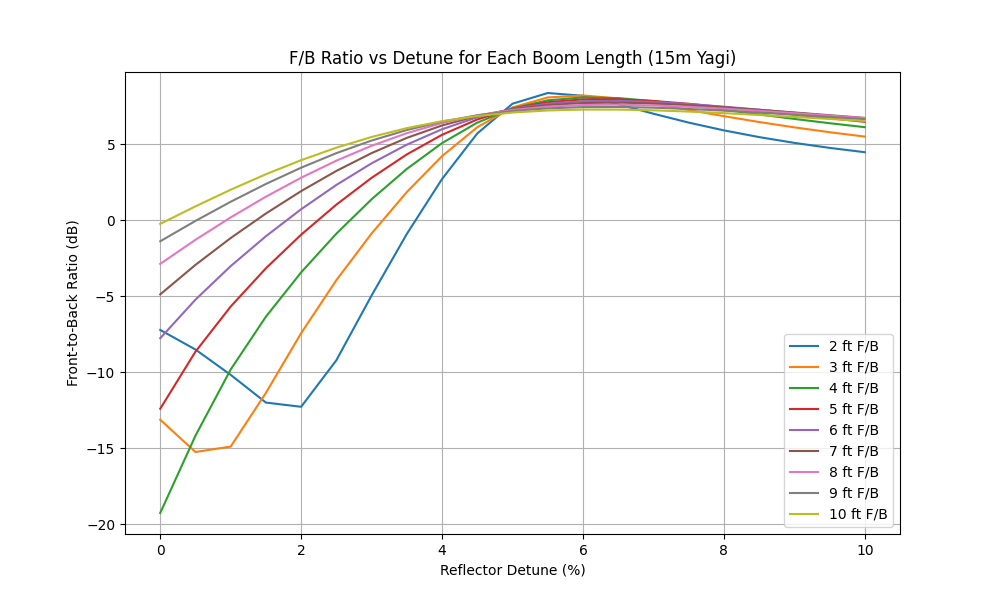 F/B Ratio vs Detune for Each Boom Length (15m Yagi)
Front-to-Back Ratio (dB)
5
0
−5
−10
−15
−20
2 ft F/B
3 ft F/B
4 ft F/B
5 ft F/B
6 ft F/B
7 ft F/B
8 ft F/B
9 ft F/B
10 ft F/B
0 2 4 6 8 10
Reflector Detune (%)